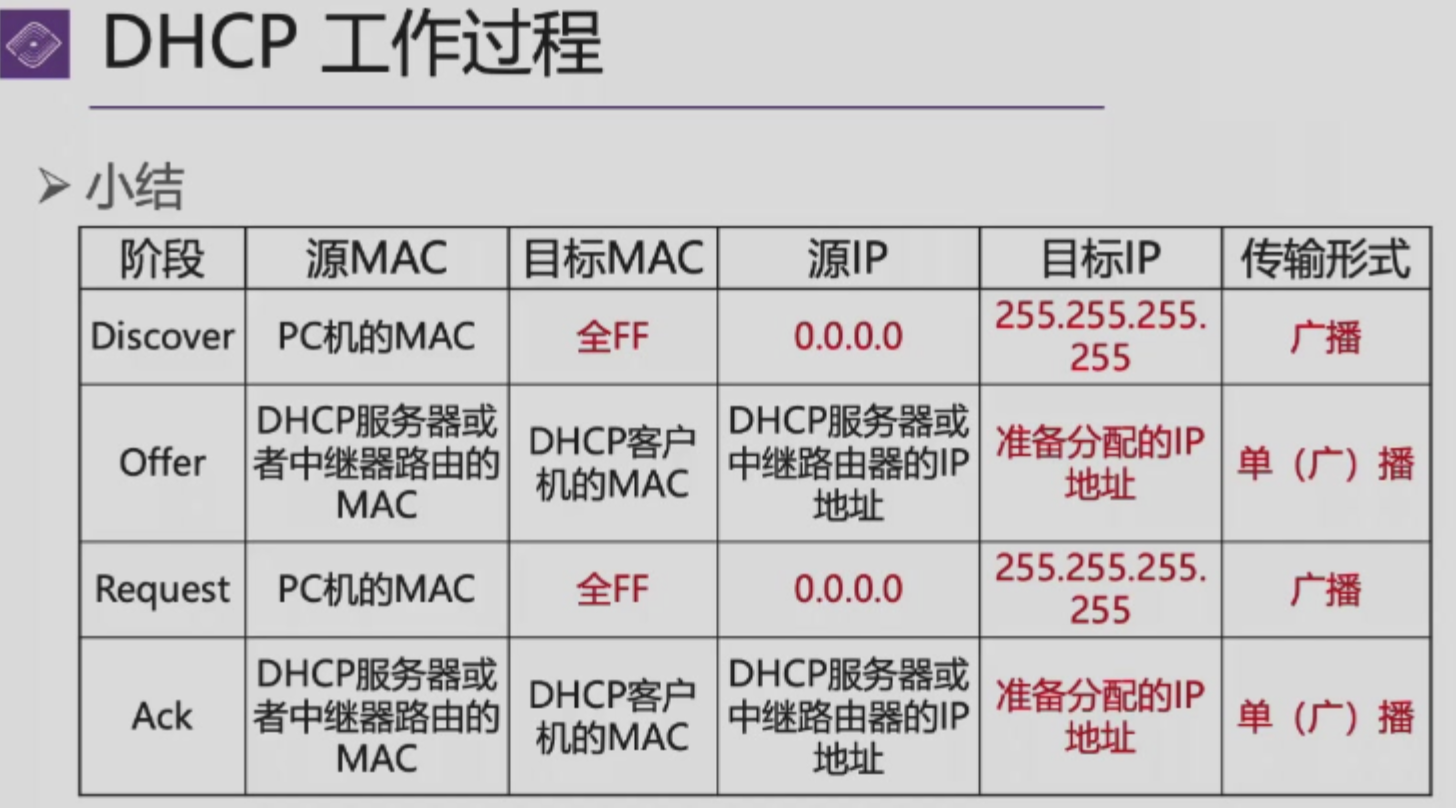 DHCP 工作过程
小结
阶段 源MAC 目标MAC 源IP 目标IP 传输形式
Discover PC机的MAC 全FF 0.0.0.0 255.255.255.
255 广播
Offer DHCP服务器或
者中继器路由的
MAC DHCP客户
机的MAC DHCP服务器或
中继路由器的IP
地址 准备分配的IP
地址 单（广）播
Request PC机的MAC 全FF 0.0.0.0 255.255.255.
255 广播
Ack DHCP服务器或
者中继器路由的
MAC DHCP客户
机的MAC DHCP服务器或
中继路由器的IP
地址 准备分配的IP
地址 单（广）播